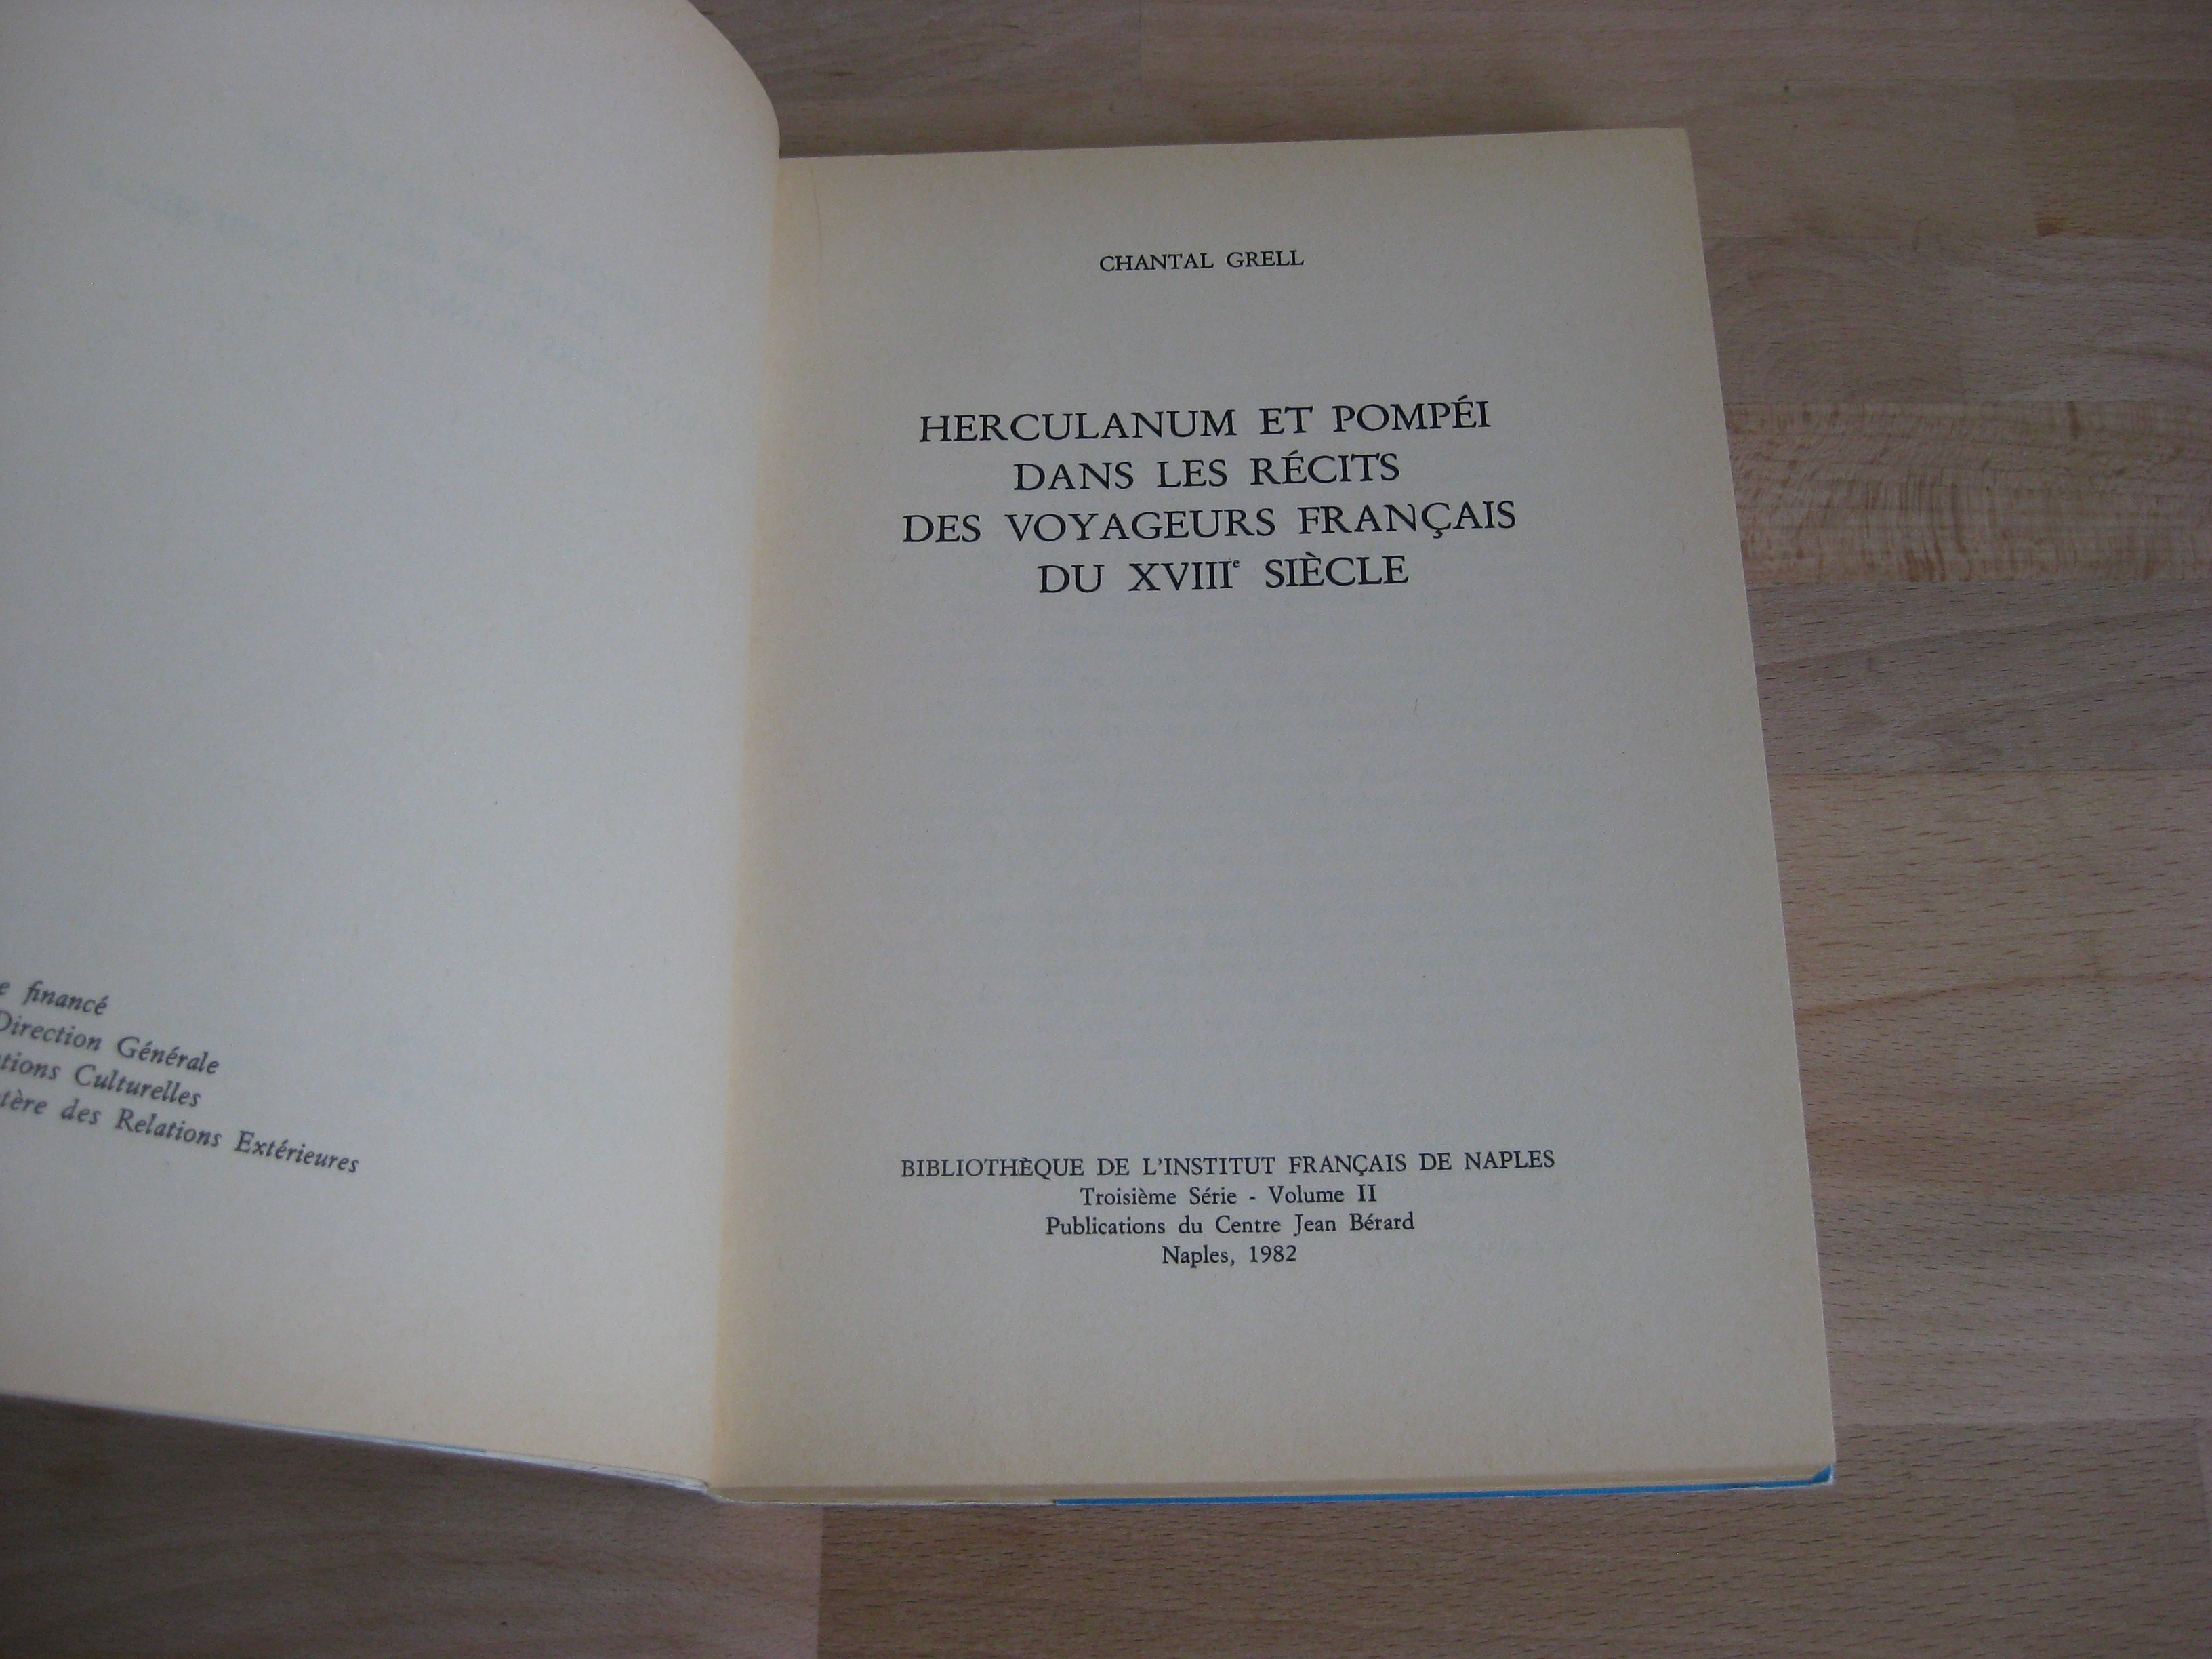 financé
Direction Générale
Culturelles
des Relations Extérieures
CHANTAL GRELL
HERCULANUM ET POMPÉI
DANS LES RÉCITS
DES VOYAGEURS FRANÇAIS
DU XVIIIe SIÈCLE
BIBLIOTHÈQUE DE L'INSTITUT FRANÇAIS DE NAPLES
Troisième Série - Volume II
Publications du Centre Jean Bérard
Naples, 1982